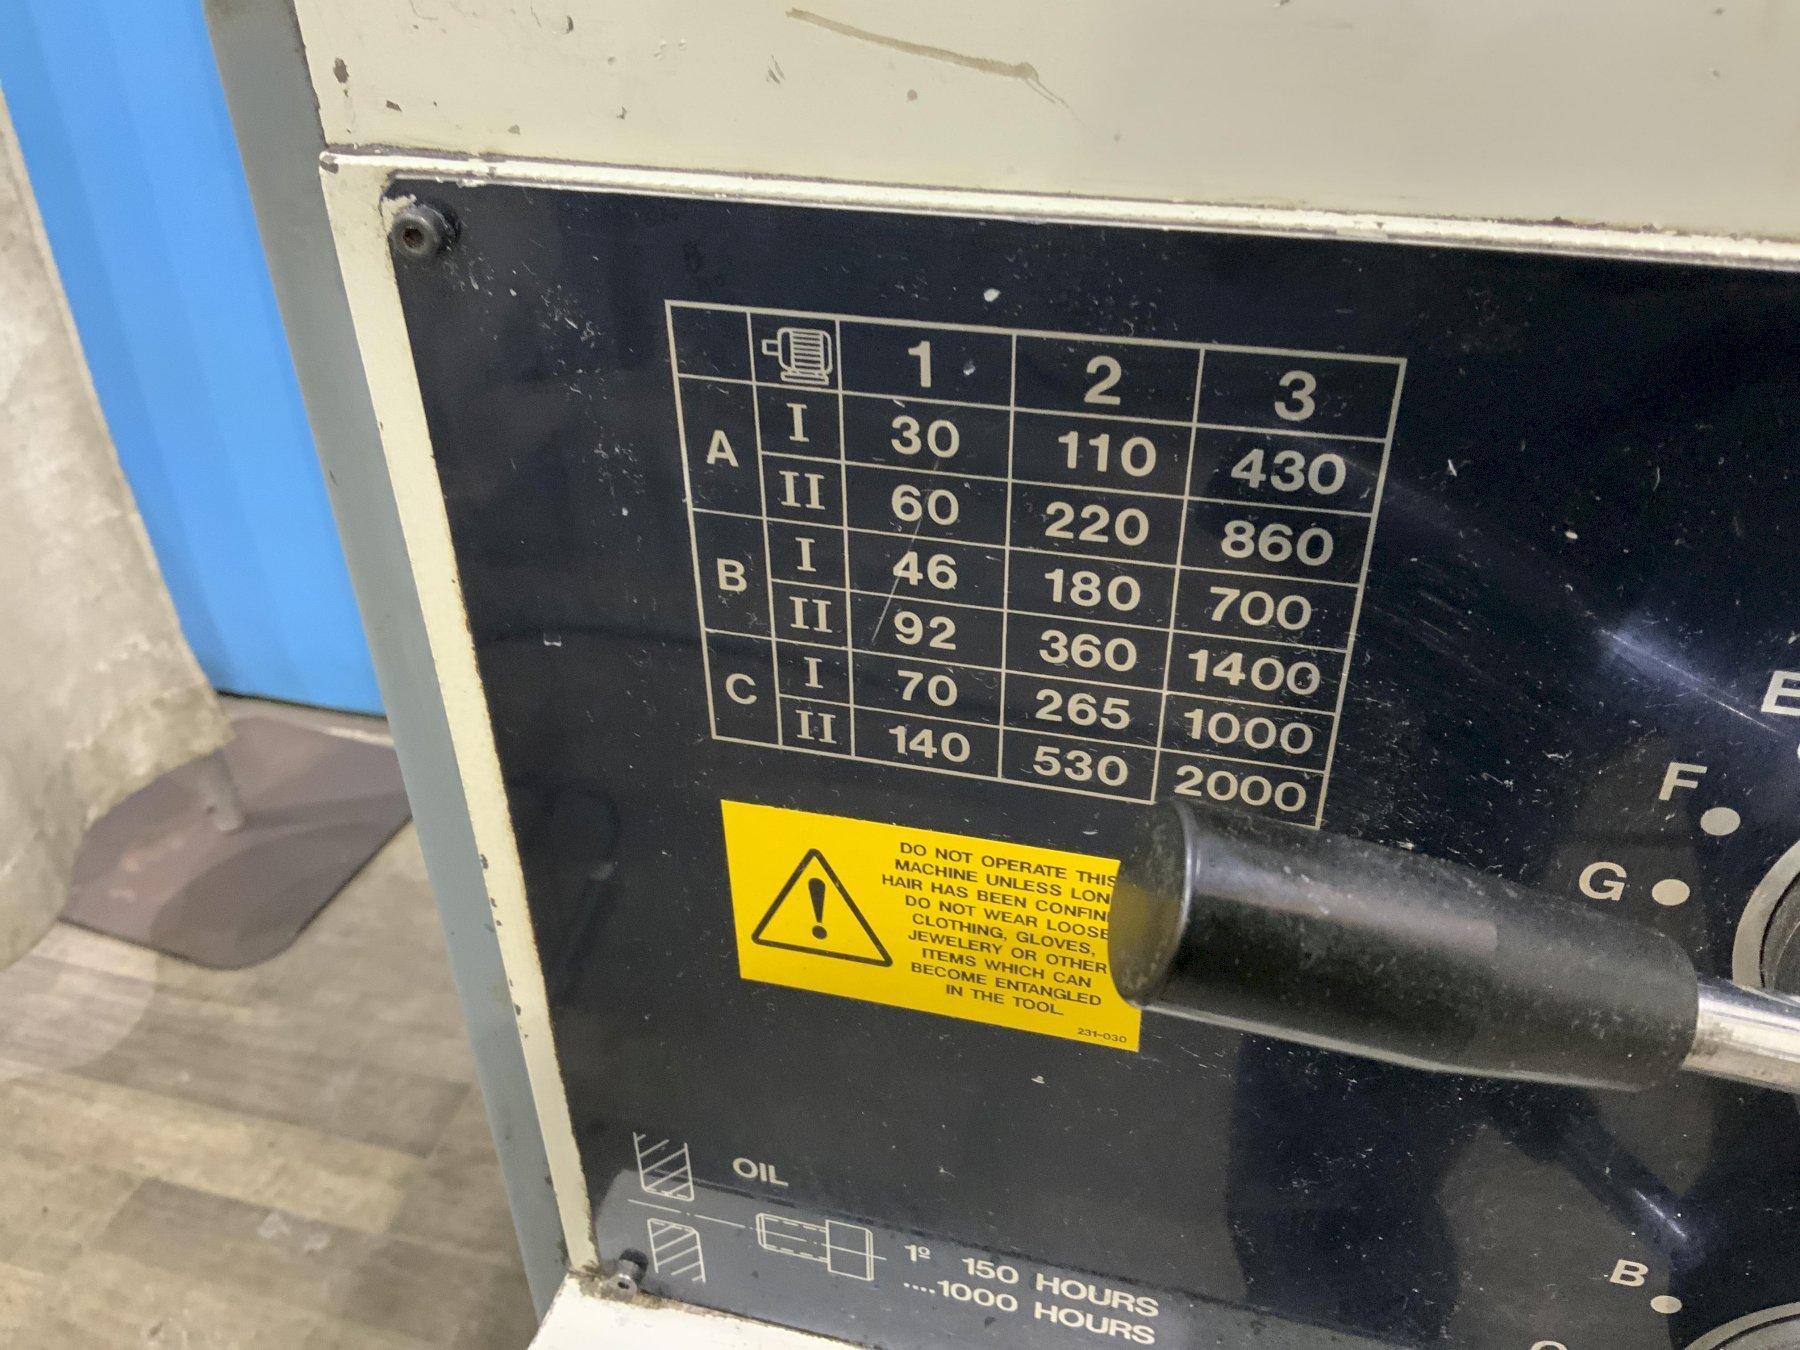 1 2 3
A I 30 110 430
II 60 220 860
B I 46 180 700
II 92 360 1400
C I 70 265 1000
II 140 530 2000
DO NOT OPERATE THIS
MACHINE UNLESS
HAIR HAS BEEN
DO NOT WEAR LOOSE
CLOTHING, GLOVES,
JEWELERY OR OTHER
ITEMS WHICH CAN
BECOME ENTANGLED
IN THE TOOL
231-030
E
F
G
OIL
1º 150 HOURS
....1000 HOURS
B